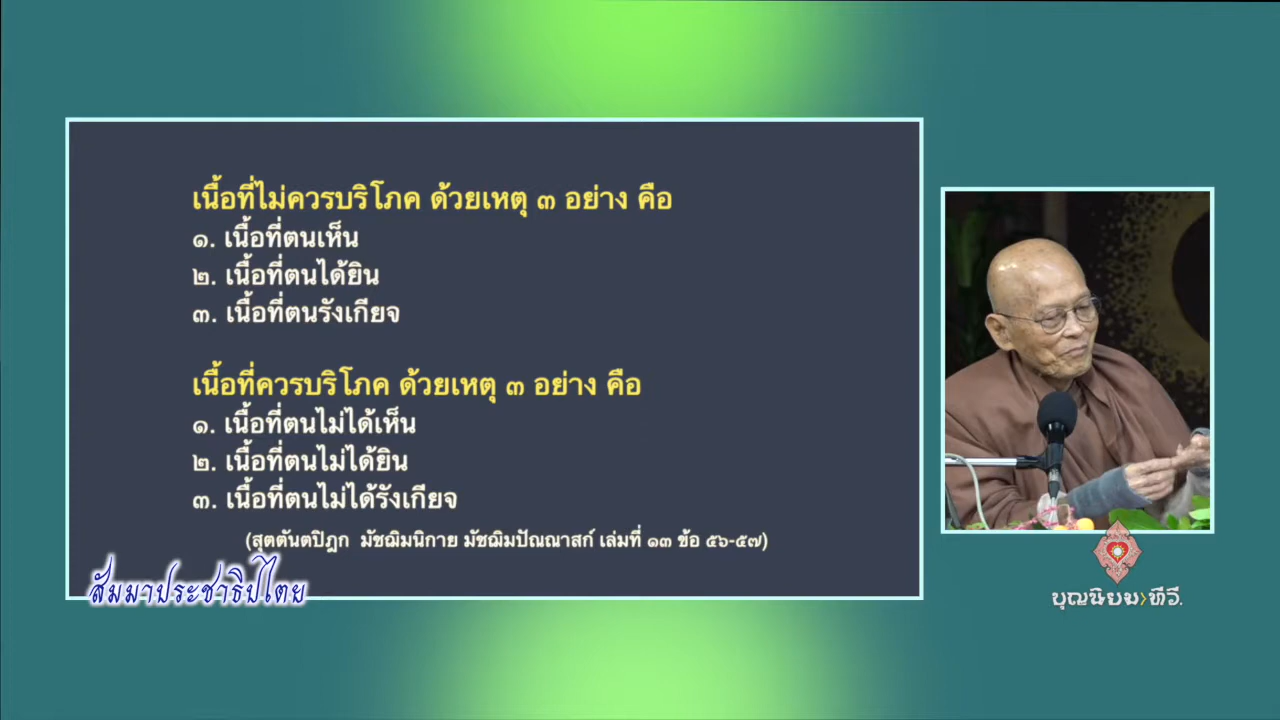 เนื้อที่ไม่ควรบริโภค ด้วยเหตุ ๓ อย่าง คือ
๑. เนื้อที่ตนเห็น
๒. เนื้อที่ตนได้ยิน
๓. เนื้อที่ตนรังเกียจ
เนื้อที่ควรบริโภค ด้วยเหตุ ๓ อย่าง คือ
๑. เนื้อที่ตนไม่ได้เห็น
๒. เนื้อที่ตนไม่ได้ยิน
๓. เนื้อที่ตนไม่ได้รังเกียจ
(สุตตันตปิฎก มัชฌิมนิกาย มัชฌิมปัณณาสก์ เล่มที่ ๑๓ ข้อ ๕๖-๕๗)
สัมมาประชาธิปไตย
บุญนิยม>ทีวี.